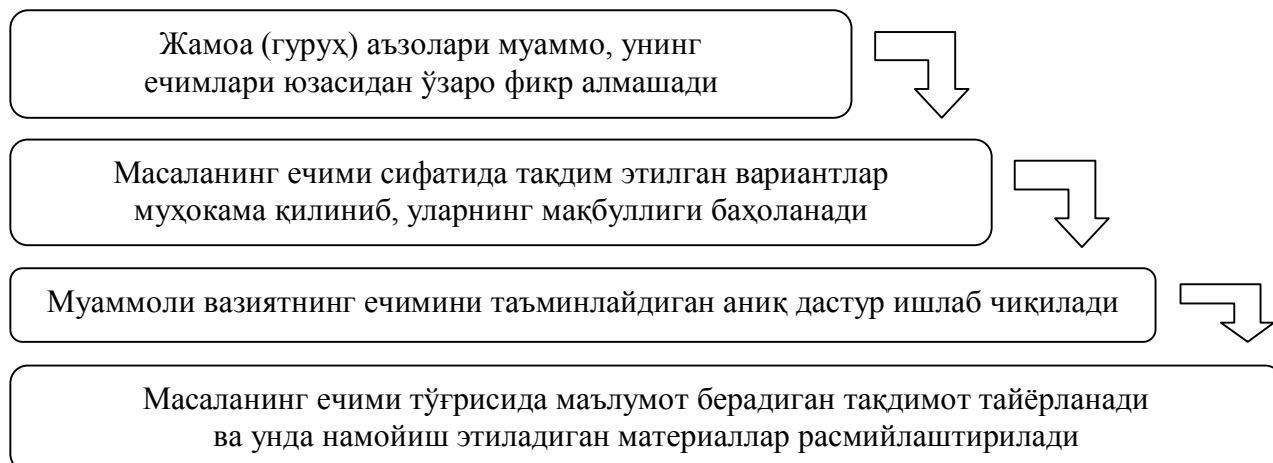 Жамоа (гуруҳ) аъзолари муаммо, унинг
ечимлари юзасидан ўзаро фикр алмашади
Масаланинг ечими сифатида тақдим этилган вариантлар
муҳокама қилиниб, уларнинг мақбуллиги баҳоланади
Муаммоли вазиятнинг ечимини таъминлайдиган аниқ дастур ишлаб чиқилади
Масаланинг ечими тўғрисида маълумот берадиган тақдимот тайёрланади
ва унда намойиш этиладиган материаллар расмийлаштирилади